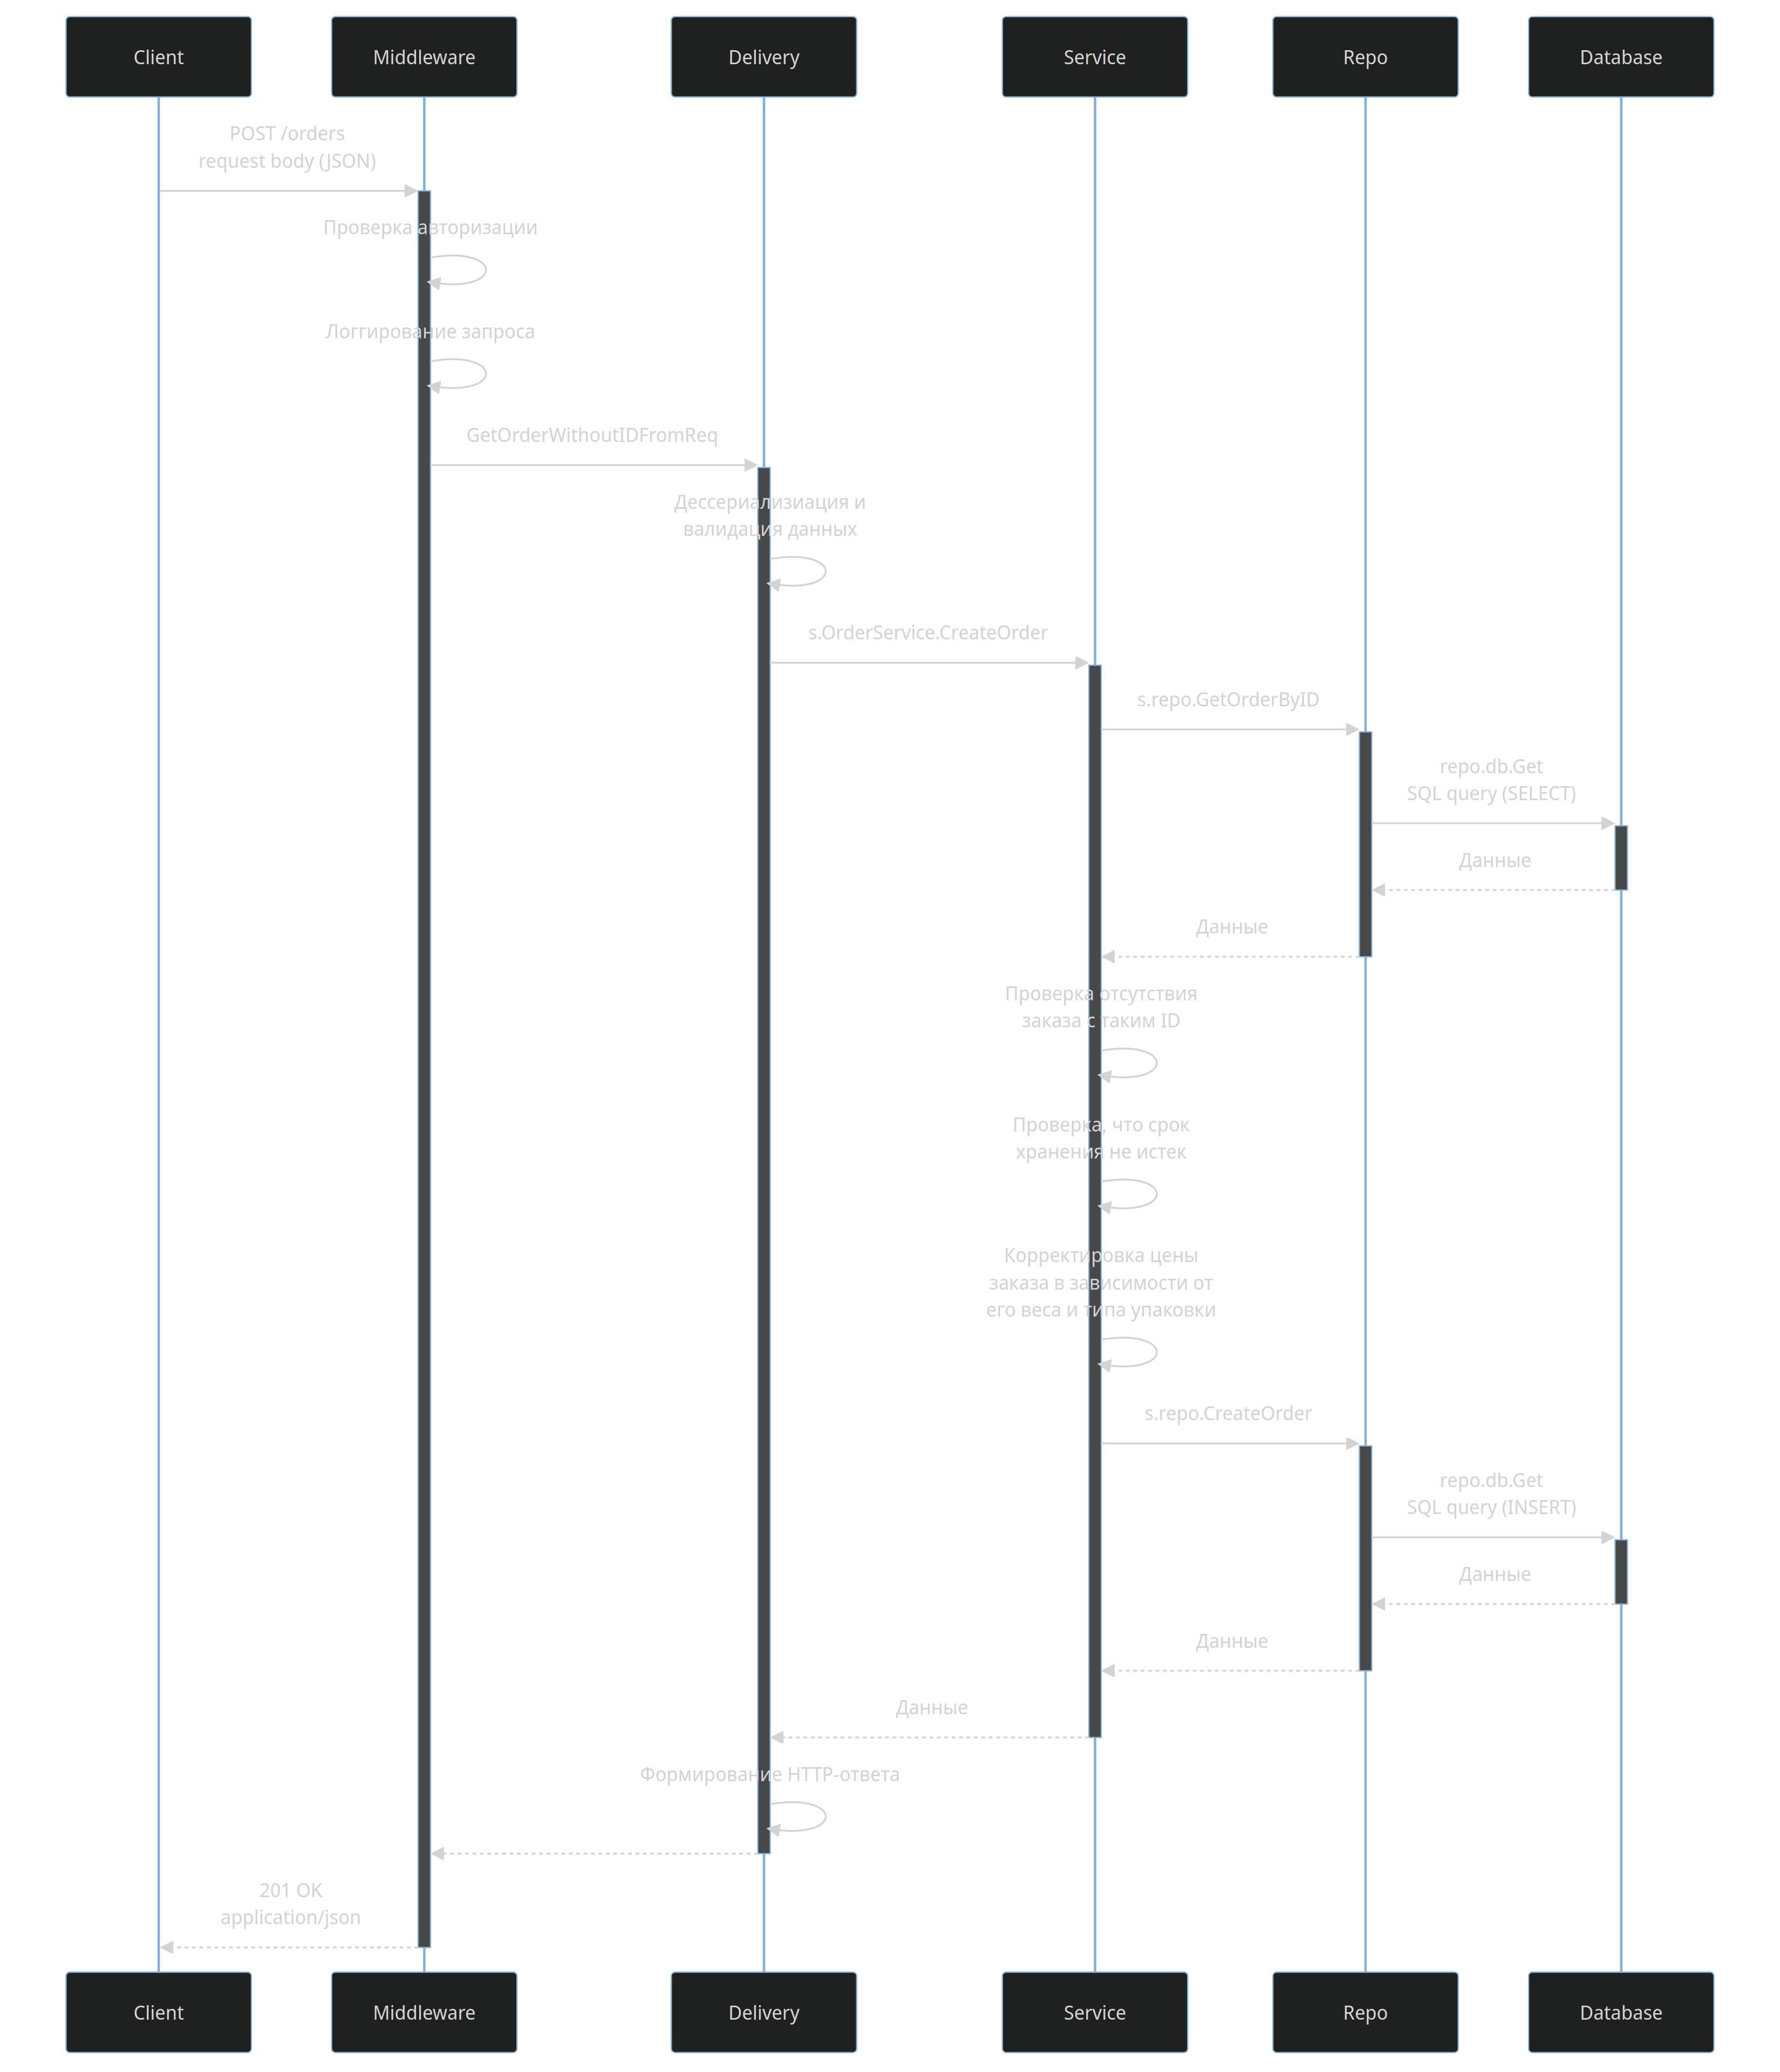 Client
Middleware
Delivery
Service
Repo
Database
POST /orders
request body (JSON)
Проверка авторизации
Логгирование запроса
GetOrderWithoutIDFromReq
Дессериализиация и
валидация данных
s.OrderService.CreateOrder
s.repo.GetOrderByID
repo.db.Get
SQL query (SELECT)
Данные
Данные
Проверка отсутствия
заказа с таким ID
Проверка, что срок
хранения не истек
Корректировка цены
заказа в зависимости от
его веса и типа упаковки
s.repo.CreateOrder
repo.db.Get
SQL query (INSERT)
Данные
Данные
Данные
Формирование HTTP-ответа
201 OK
application/json
Client
Middleware
Delivery
Service
Repo
Database